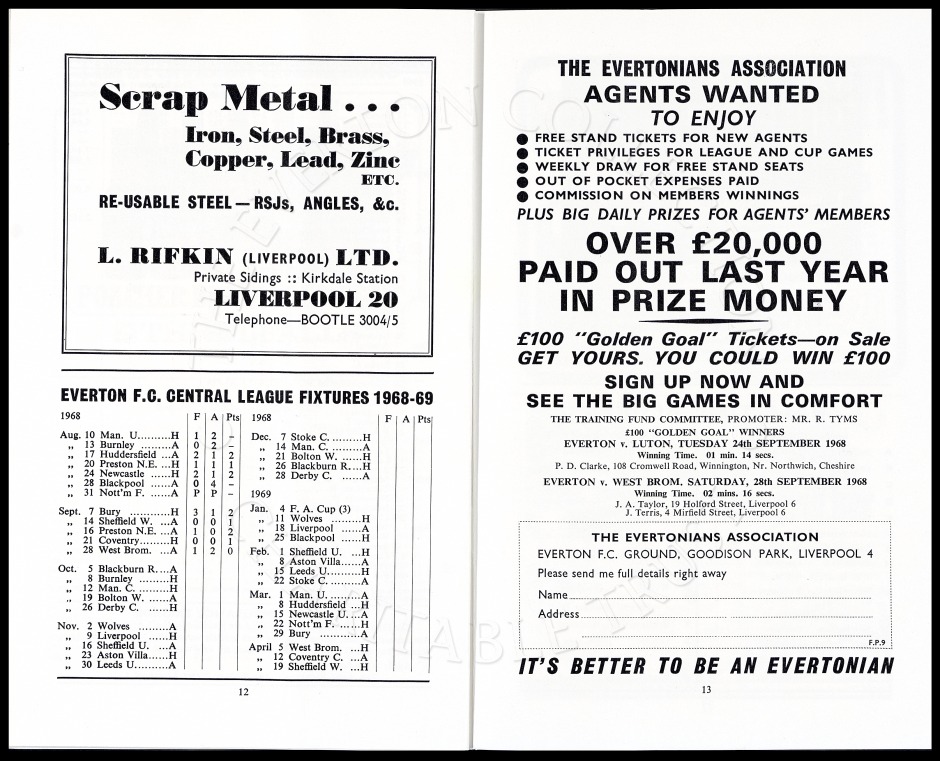 Scrap Metal . . .
Iron, Steel, Brass,
Copper, Lead, Zinc
ETC.
RE-USABLE STEEL — RSJs, ANGLES, &c.
L. RIFKIN (LIVERPOOL) LTD.
Private Sidings :: Kirkdale Station
LIVERPOOL 20
Telephone—BOOTLE 3004/5
EVERTON F.C. CENTRAL LEAGUE FIXTURES 1968-69
1968 F A Pts
Aug. 10 Man. U.........H 1 2 –
,, 13 Burnley .........A 0 2 –
,, 17 Huddersfield ...A 2 1 2
,, 20 Preston N.E. ...H 1 1 1
,, 24 Newcastle ......H 2 1 2
,, 28 Blackpool ......A 0 4 –
,, 31 Nott'm F. ......A P P –
Sept. 7 Bury ............H 3 1 2
,, 14 Sheffield W. ...A 0 0 1
,, 16 Preston N.E. ...A 1 0 2
,, 21 Coventry.........H 0 0 1
,, 28 West Brom. ...A 1 2 0
Oct. 5 Blackburn R....A
,, 8 Burnley .........H
,, 12 Man. C. .........H
,, 19 Bolton W. ......A
,, 26 Derby C. ......H
Nov. 2 Wolves .........A
,, 9 Liverpool ......H
,, 16 Sheffield U. ...A
,, 23 Aston Villa......H
,, 30 Leeds U.........A
1968 F A Pts
Dec. 7 Stoke C. .........H
,, 14 Man. C. .........A
,, 21 Bolton W. ......H
,, 26 Blackburn R....H
,, 28 Derby C. ......A
1969
Jan. 4 F. A. Cup (3)
,, 11 Wolves .........H
,, 18 Liverpool ......A
,, 25 Blackpool ......H
Feb. 1 Sheffield U. ...H
,, 8 Aston Villa......A
,, 15 Leeds U.........H
,, 22 Stoke C. .........A
Mar. 1 Man. U. .........A
,, 8 Huddersfield ...H
,, 15 Newcastle U. ...A
,, 22 Nott'm F. ......H
,, 29 Bury ............A
April 5 West Brom. ...H
,, 12 Coventry C. ...A
,, 19 Sheffield W. ...H
12
THE EVERTONIANS ASSOCIATION
AGENTS WANTED
TO ENJOY
● FREE STAND TICKETS FOR NEW AGENTS
● TICKET PRIVILEGES FOR LEAGUE AND CUP GAMES
● WEEKLY DRAW FOR FREE STAND SEATS
● OUT OF POCKET EXPENSES PAID
● COMMISSION ON MEMBERS WINNINGS
PLUS BIG DAILY PRIZES FOR AGENTS' MEMBERS
OVER £20,000
PAID OUT LAST YEAR
IN PRIZE MONEY
£100 "Golden Goal" Tickets—on Sale
GET YOURS. YOU COULD WIN £100
SIGN UP NOW AND
SEE THE BIG GAMES IN COMFORT
THE TRAINING FUND COMMITTEE, PROMOTER: MR. R. TYMS
£100 "GOLDEN GOAL" WINNERS
EVERTON v. LUTON, TUESDAY 24th SEPTEMBER 1968
Winning Time. 01 min. 14 secs.
P. D. Clarke, 108 Cromwell Road, Winnington, Nr. Northwich, Cheshire
EVERTON v. WEST BROM, SATURDAY, 28th SEPTEMBER 1968
Winning Time. 02 mins. 16 secs.
J. A. Taylor, 19 Holford Street, Liverpool 6
J. Terris, 4 Mirfield Street, Liverpool 6
THE EVERTONIANS ASSOCIATION
EVERTON F.C. GROUND, GOODISON PARK, LIVERPOOL 4
Please send me full details right away
Name
Address
F.P.9
IT'S BETTER TO BE AN EVERTONIAN
13